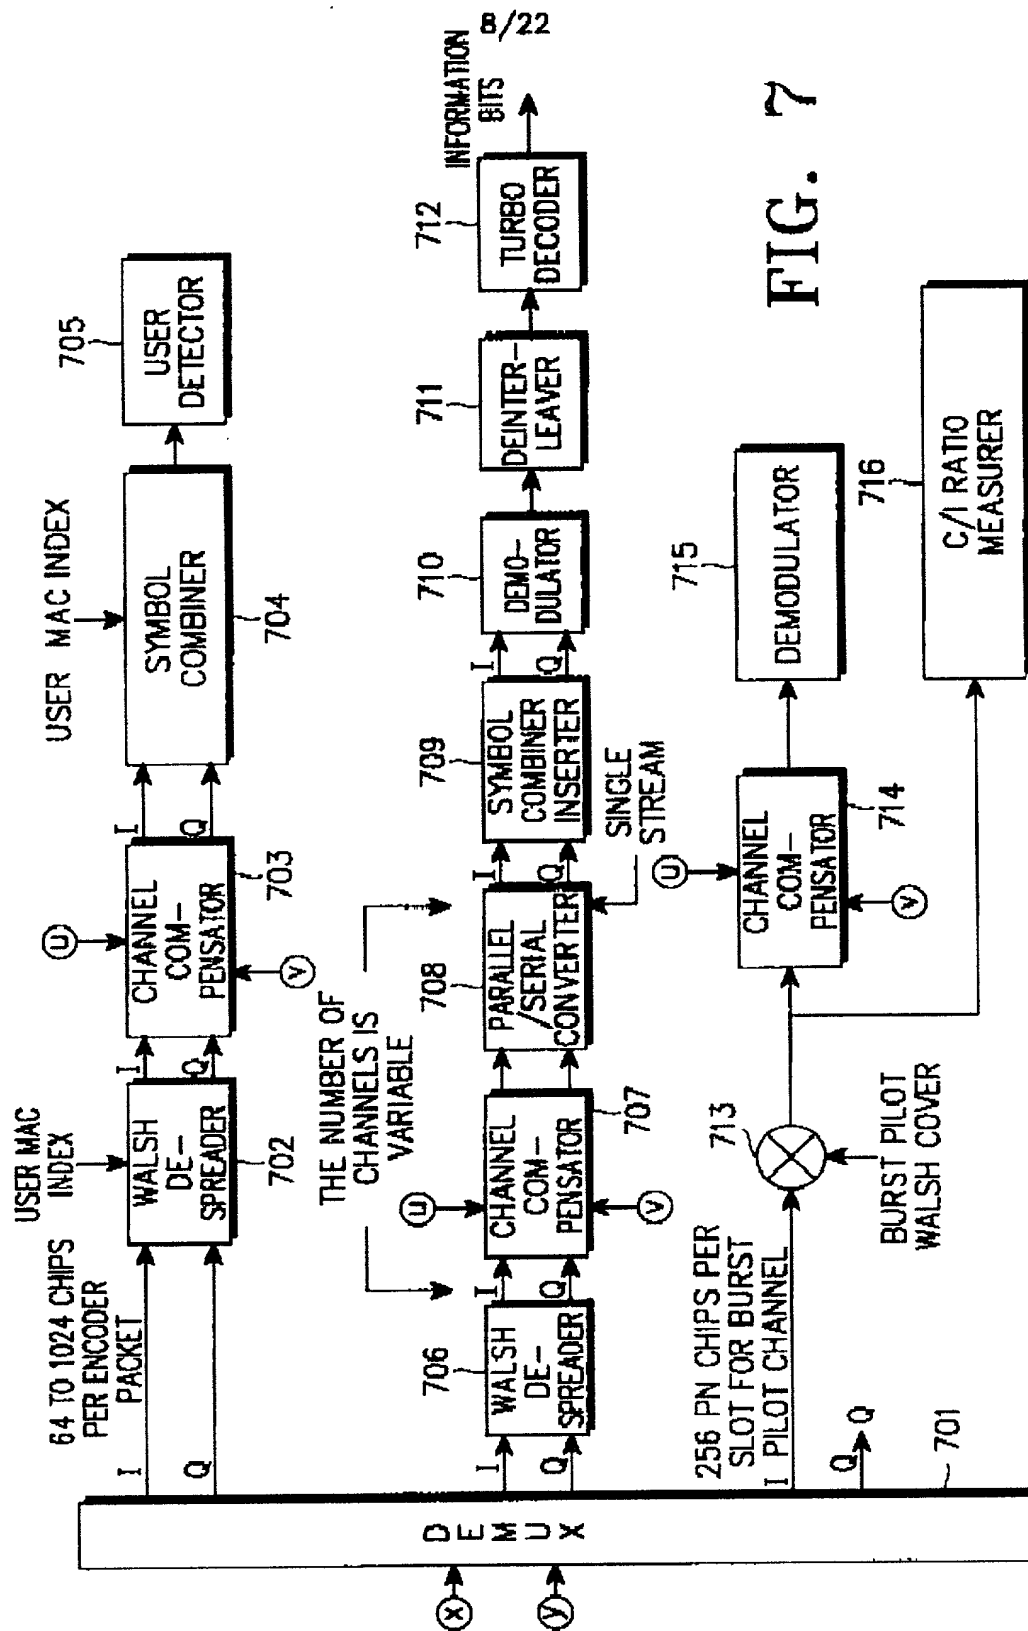 8/22
64 TO 1024 CHIPS
PER ENCODER
PACKET
I
Q
USER MAC
INDEX
WALSH
DE-
SPREADER
702
I
Q
U
CHANNEL
COM-
PENSATOR
703
V
I
Q
USER MAC INDEX
SYMBOL
COMBINER
704
705
USER
DETECTOR
X
Y
DEMUX
701
I
Q
706
WALSH
DE-
SPREADER
I
Q
THE NUMBER OF
CHANNELS IS
VARIABLE
U
CHANNEL
COM-
PENSATOR
707
V
708
PARALLEL
/SERIAL
CONVERTER
SINGLE
STREAM
I
Q
709
SYMBOL
COMBINER
INSERTER
I
Q
710
DEMO-
DULATOR
711
DEINTER-
LEAVER
712
TURBO
DECODER
INFORMATION
BITS
256 PN CHIPS PER
SLOT FOR BURST
I PILOT CHANNEL
Q
Q
713
BURST PILOT
WALSH COVER
U
CHANNEL
COM-
PENSATOR
714
V
715
DEMODULATOR
716
C/I RATIO
MEASURER
FIG. 7